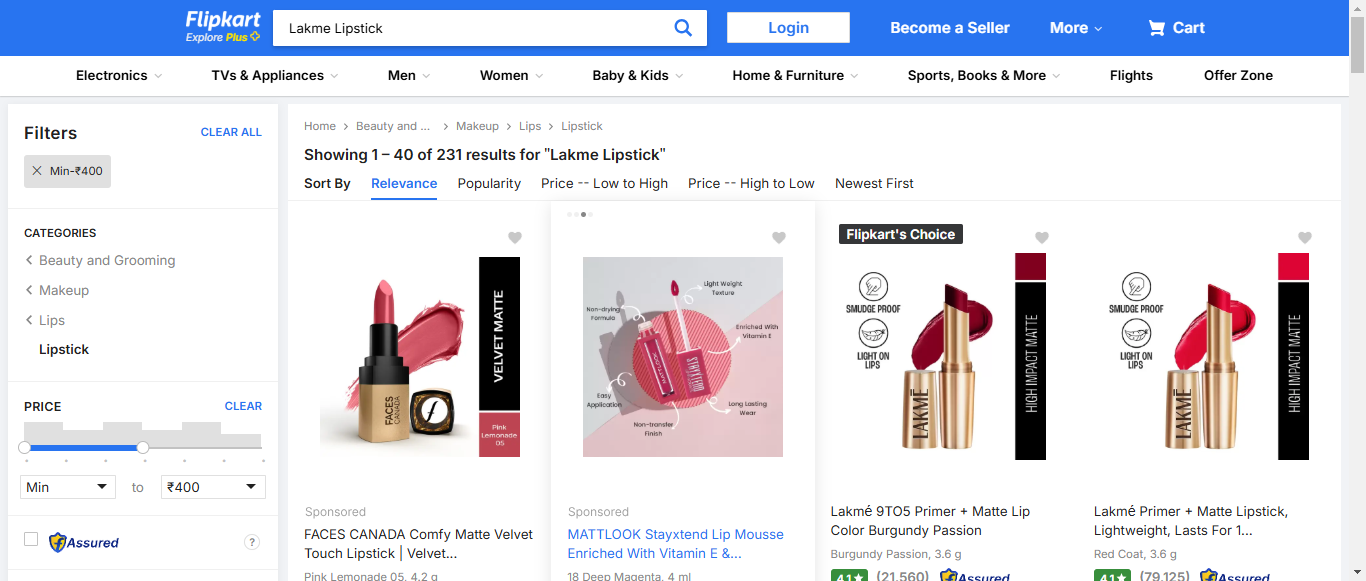 Flipkart
Explore Plus
Lakme Lipstick
Login
Become a Seller
More
Cart
Electronics
TVs & Appliances
Men
Women
Baby & Kids
Home & Furniture
Sports, Books & More
Flights
Offer Zone
Filters
CLEAR ALL
Min-₹400
CATEGORIES
Beauty and Grooming
Makeup
Lips
Lipstick
PRICE
CLEAR
Min
to
₹400
Assured
?
Home
Beauty and ...
Makeup
Lips
Lipstick
Showing 1 – 40 of 231 results for "Lakme Lipstick"
Sort By
Relevance
Popularity
Price -- Low to High
Price -- High to Low
Newest First
FACES
CANADA
VELVET MATTE
Pink
Lemonade
05
Sponsored
FACES CANADA Comfy Matte Velvet
Touch Lipstick | Velvet...
Pink Lemonade 05, 4.2 g
Light Weight
Texture
Non-drying
Formula
Enriched With
Vitamin E
MATTLOOK
STAYXTEND
Easy
Application
Long Lasting
Wear
Non-transfer
Finish
Sponsored
MATTLOOK Stayxtend Lip Mousse
Enriched With Vitamin E &...
18 Deep Magenta, 4 ml
Flipkart's Choice
SMUDGE PROOF
LIGHT ON
LIPS
LAKMÉ
HIGH IMPACT MATTE
Lakmé 9TO5 Primer + Matte Lip
Color Burgundy Passion
Burgundy Passion, 3.6 g
4.1★
(21,560)
Assured
SMUDGE PROOF
LIGHT ON
LIPS
LAKMÉ
HIGH IMPACT MATTE
Lakmé Primer + Matte Lipstick,
Lightweight, Lasts For 1...
Red Coat, 3.6 g
4.1★
(79,125)
Assured